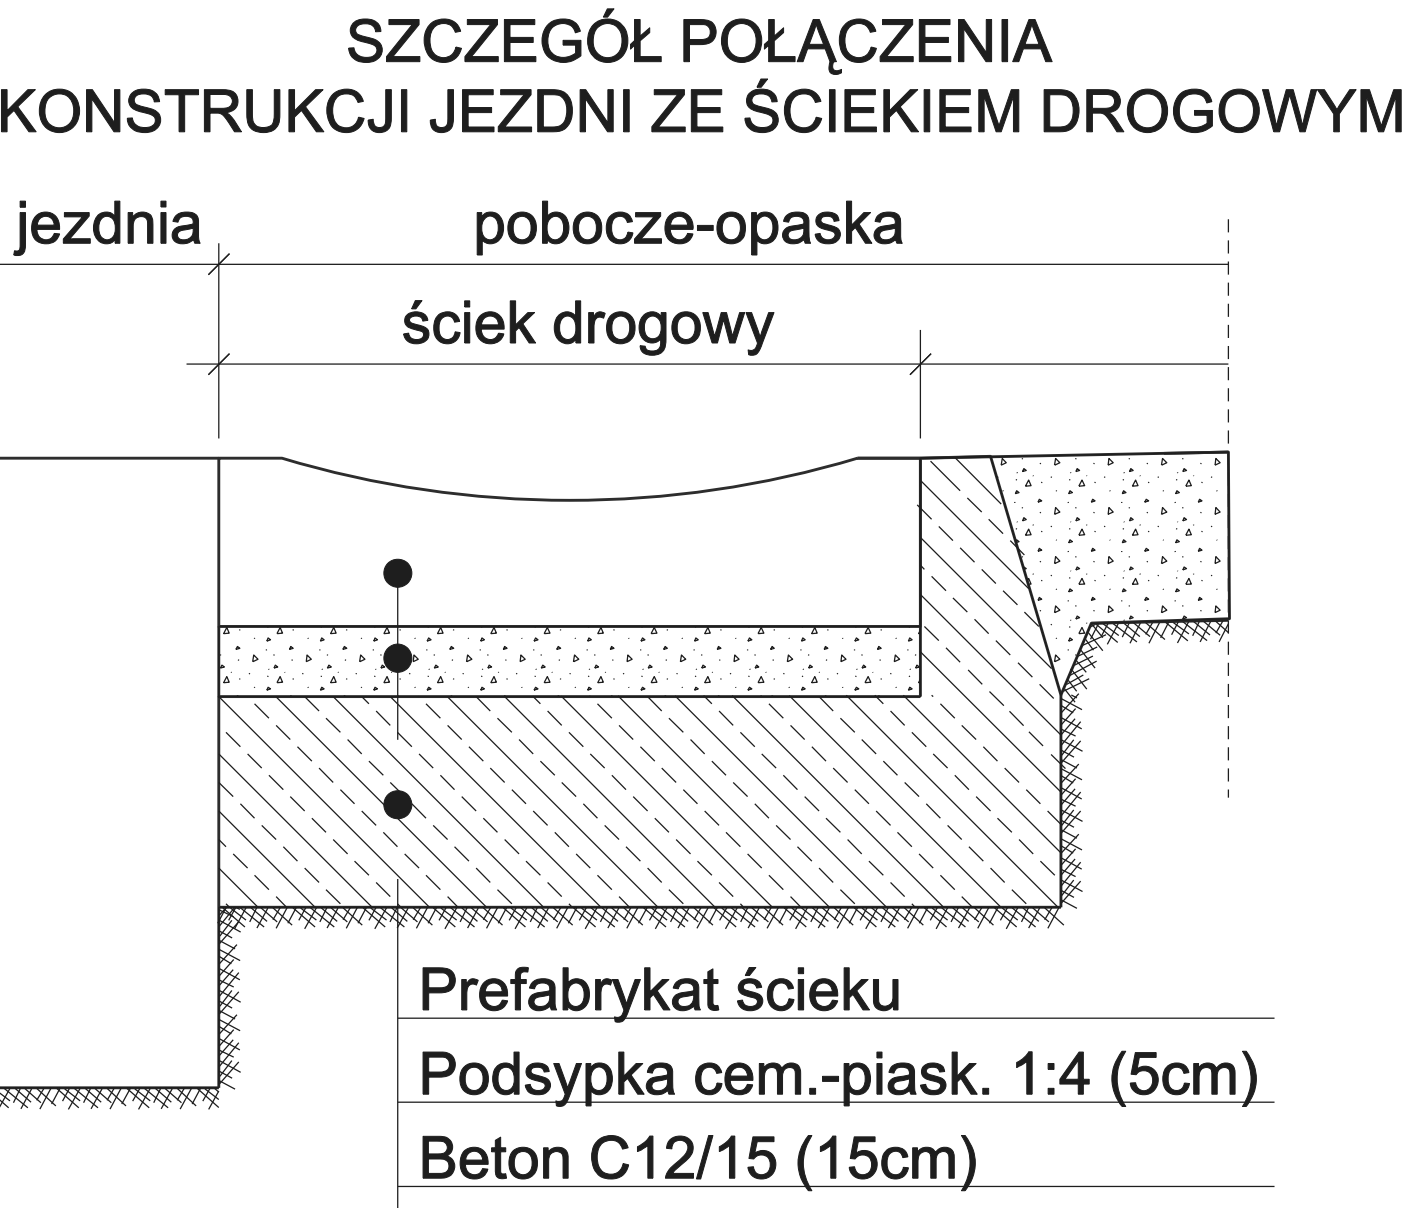 SZCZEGÓŁ POŁĄCZENIA
KONSTRUKCJI JEZDNI ZE ŚCIEKIEM DROGOWYM
jezdnia
pobocze-opaska
ściek drogowy
Prefabrykat ścieku
Podsypka cem.-piask. 1:4 (5cm)
Beton C12/15 (15cm)